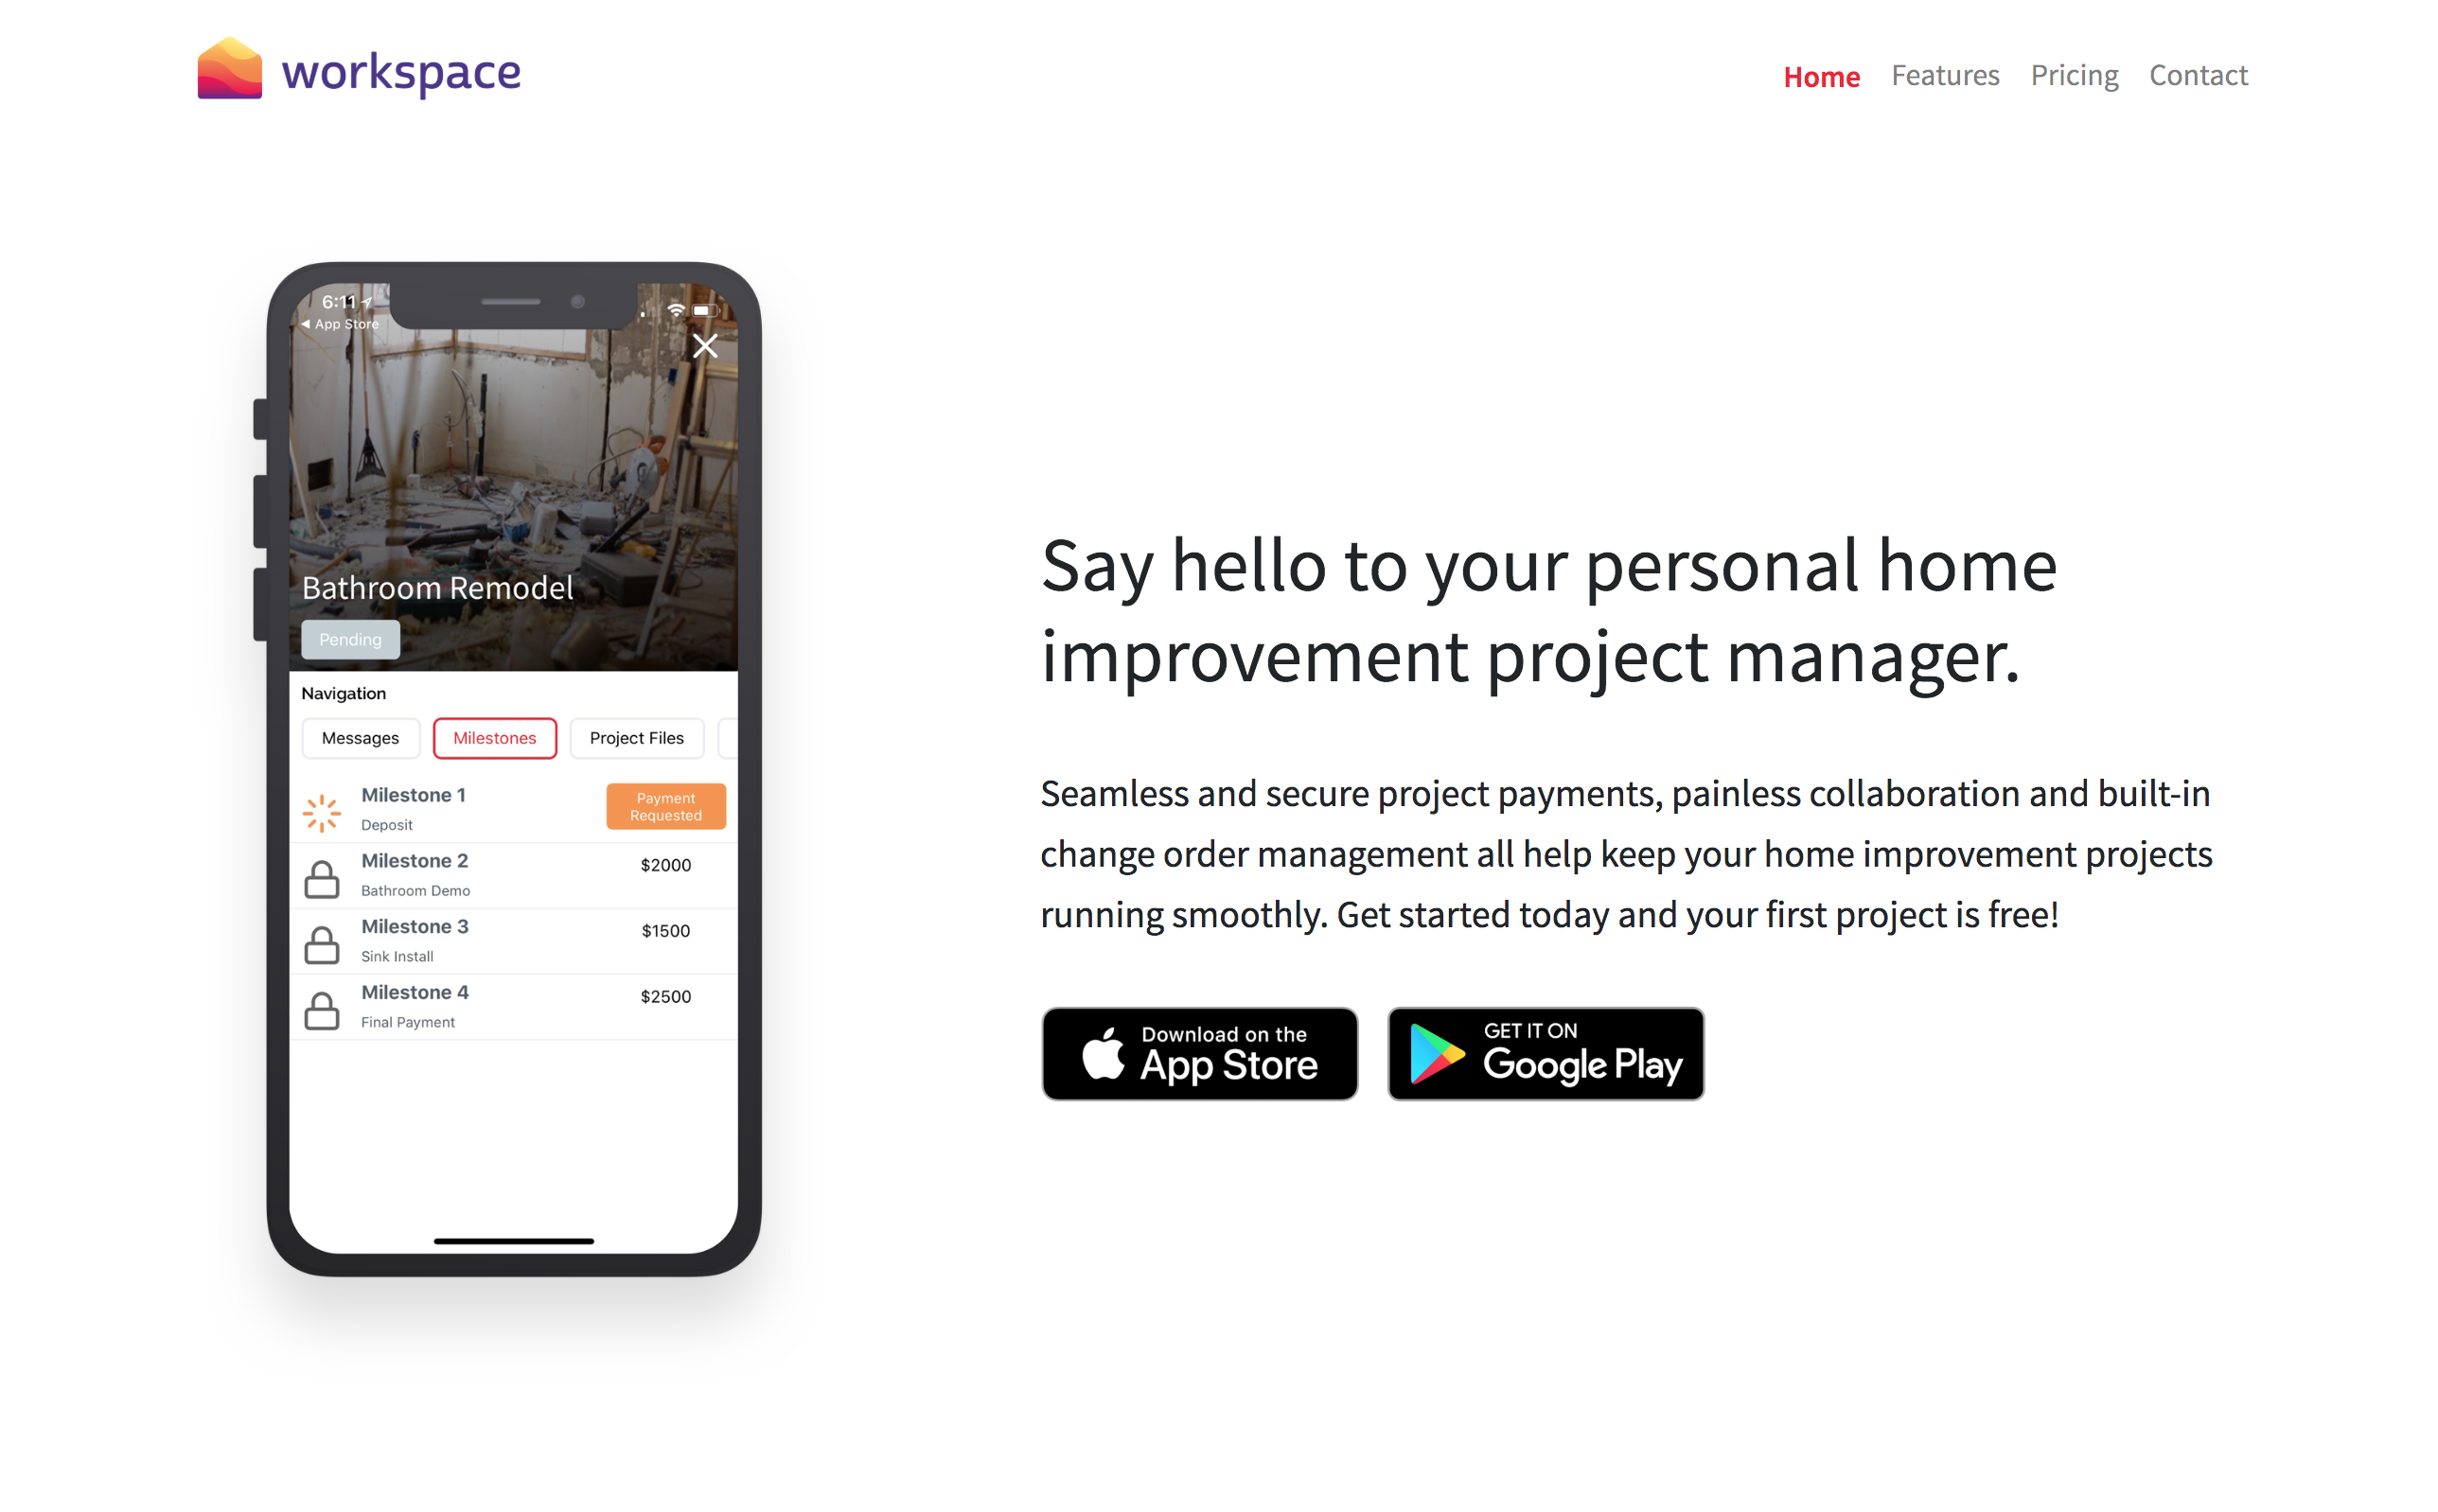 workspace
Home Features Pricing Contact
6:11
App Store
Bathroom Remodel
Pending
Navigation
Messages Milestones Project Files
Milestone 1
Deposit
Payment
Requested
Milestone 2
Bathroom Demo
$2000
Milestone 3
Sink Install
$1500
Milestone 4
Final Payment
$2500
Say hello to your personal home
improvement project manager.
Seamless and secure project payments, painless collaboration and built-in
change order management all help keep your home improvement projects
running smoothly. Get started today and your first project is free!
Download on the
App Store
GET IT ON
Google Play